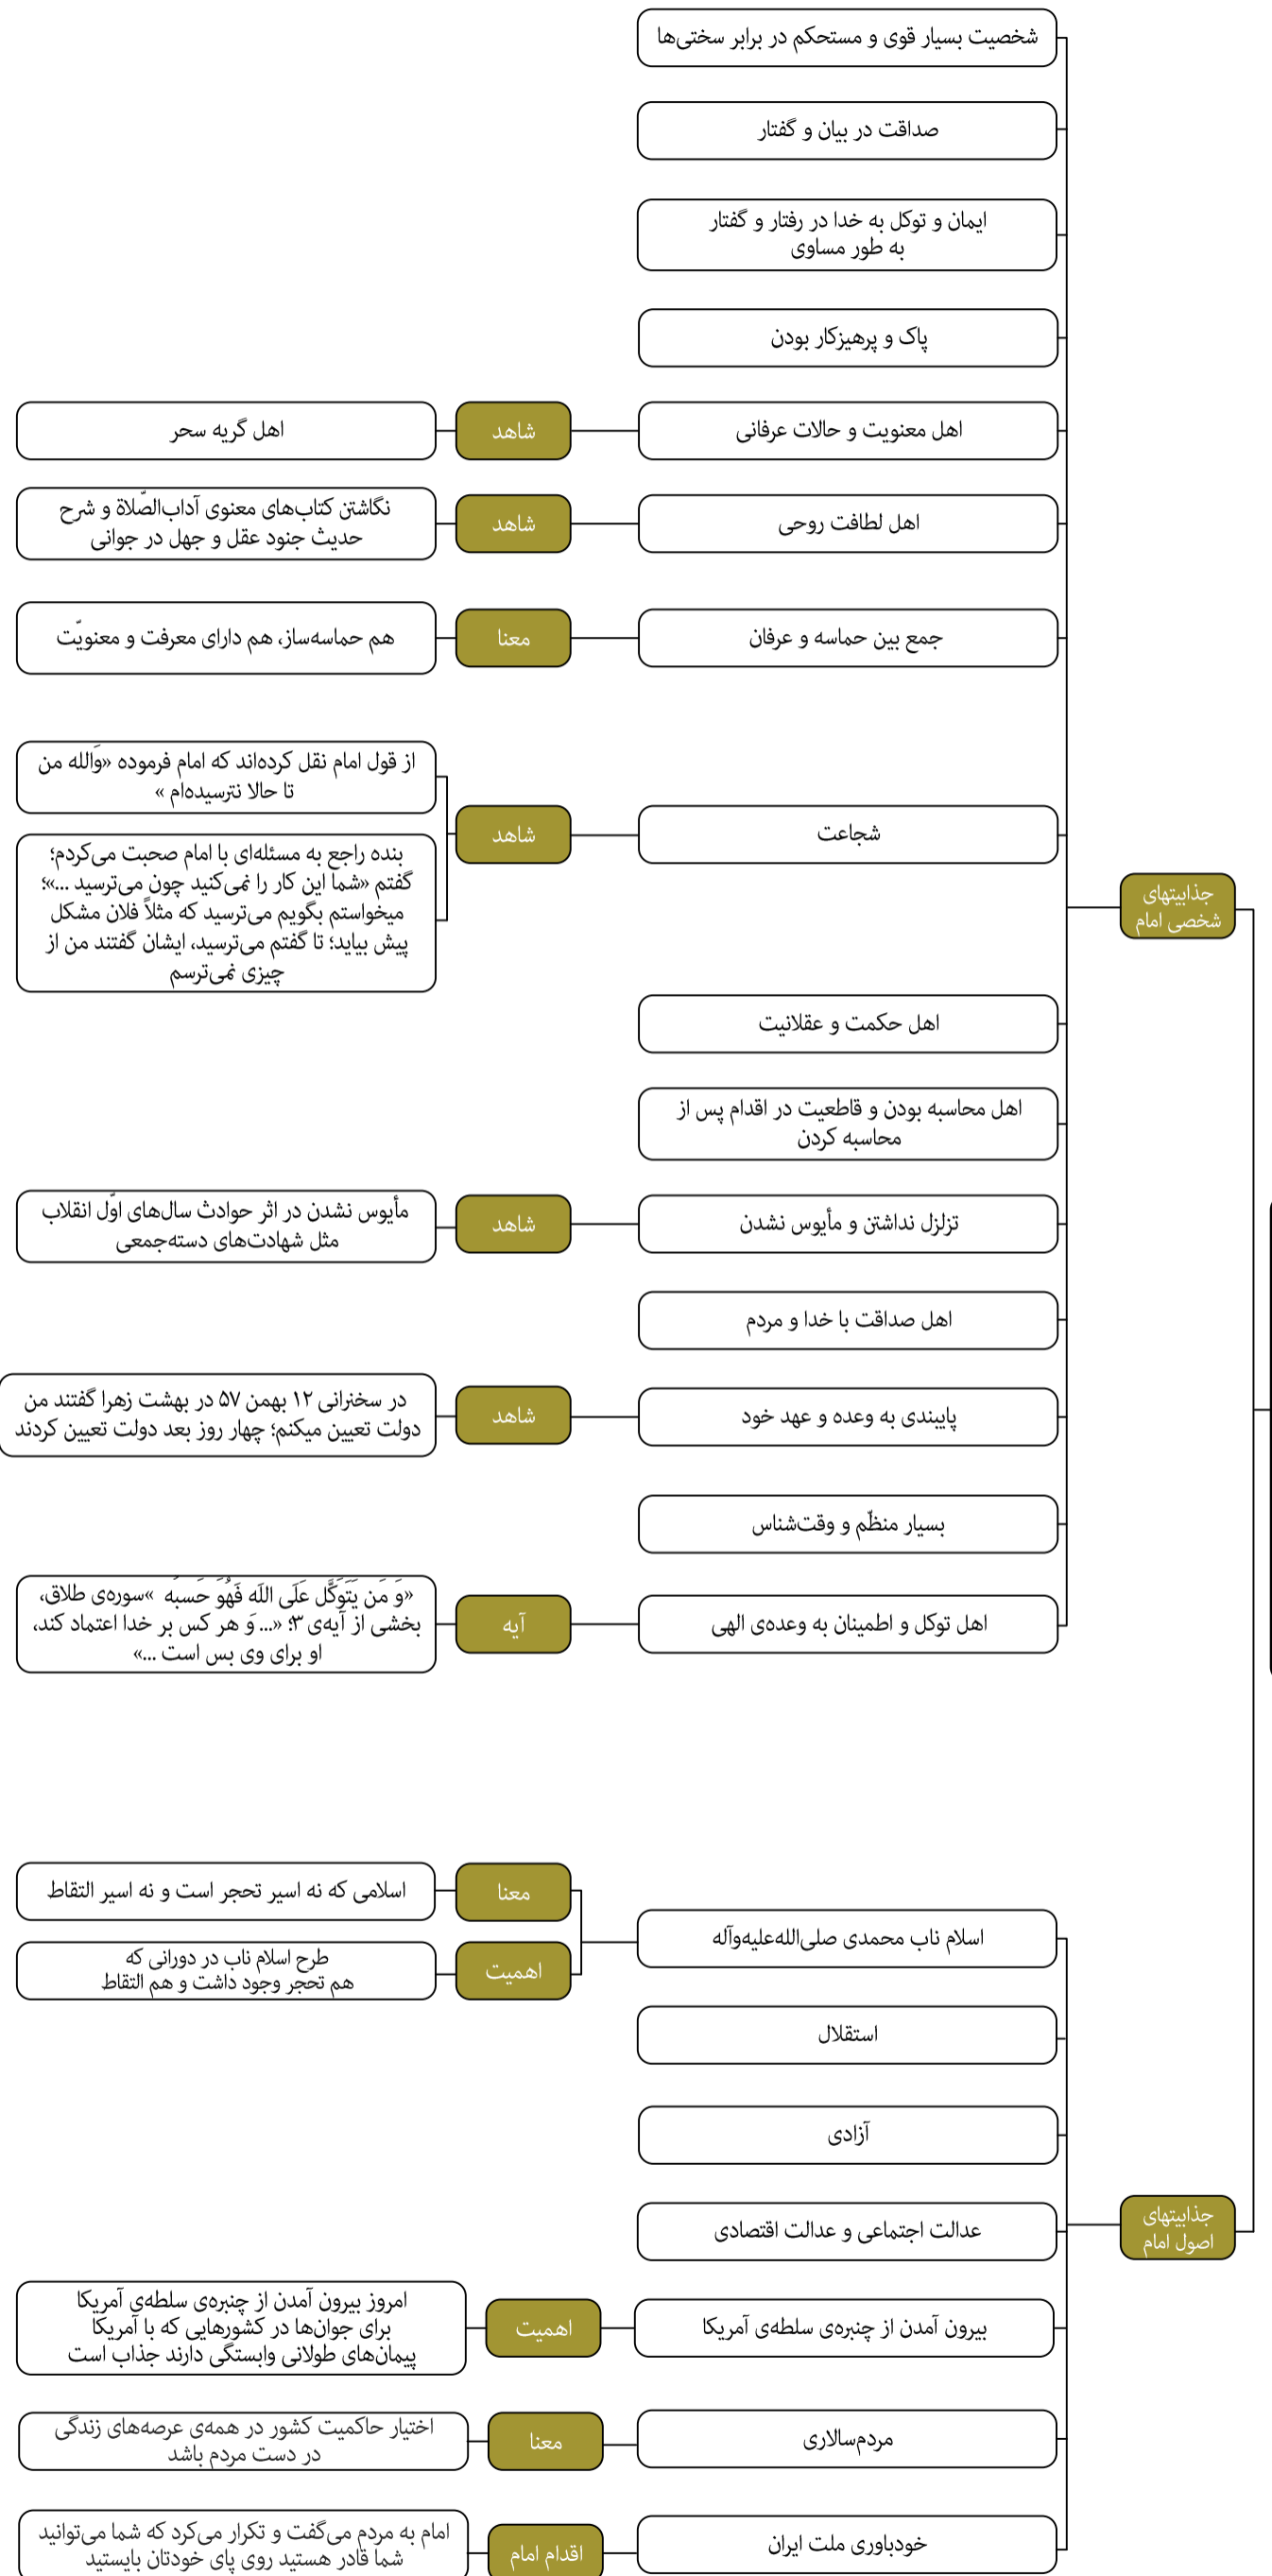 شخصیت بسیار قوی و مستحکم در برابر سختی‌ها
صداقت در بیان و گفتار
ایمان و توکل به خدا در رفتار و گفتار
به طور مساوی
پاک و پرهیزکار بودن
اهل معنویت و حالات عرفانی
شاهد
اهل گریه سحر
اهل لطافت روحی
شاهد
نگاشتن کتاب‌های معنوی آداب‌الصّلاة و شرح
حدیث جنود عقل و جهل در جوانی
جمع بین حماسه و عرفان
معنا
هم حماسه‌ساز، هم دارای معرفت و معنویّت
شجاعت
شاهد
از قول امام نقل کرده‌اند که امام فرموده «وَالله من
تا حالا نترسیده‌ام »
بنده راجع به مسئله‌ای با امام صحبت می‌کردم؛
گفتم «شما این کار را نمی‌کنید چون می‌ترسید ...»؛
میخواستم بگویم می‌ترسید که مثلاً فلان مشکل
پیش بیاید؛ تا گفتم می‌ترسید، ایشان گفتند من از
چیزی نمی‌ترسم
جذابیتهای
شخصی امام
اهل حکمت و عقلانیت
اهل محاسبه بودن و قاطعیت در اقدام پس از
محاسبه کردن
تزلزل نداشتن و مأیوس نشدن
شاهد
مأیوس نشدن در اثر حوادث سال‌های اوّل انقلاب
مثل شهادت‌های دسته‌جمعی
اهل صداقت با خدا و مردم
پایبندی به وعده و عهد خود
شاهد
در سخنرانی ۱۲ بهمن ۵۷ در بهشت زهرا گفتند من
دولت تعیین میکنم؛ چهار روز بعد دولت تعیین کردند
بسیار منظّم و وقت‌شناس
اهل توکل و اطمینان به وعده‌ی الهی
آیه
«وَ مَن يَتَوَكَّل عَلَى اللَه فَهُوَ حَسبُه »سوره‌ی طلاق،
بخشی از آیه‌ی ۳؛ «... وَ هر کس بر خدا اعتماد کند،
او برای وی بس است ...»
اسلام ناب محمدی صلی‌الله‌علیه‌وآله
معنا
اسلامی که نه اسیر تحجر است و نه اسیر التقاط
اهمیت
طرح اسلام ناب در دورانی که
هم تحجر وجود داشت و هم التقاط
استقلال
آزادی
جذابیتهای
اصول امام
عدالت اجتماعی و عدالت اقتصادی
بیرون آمدن از چنبره‌ی سلطه‌ی آمریکا
اهمیت
امروز بیرون آمدن از چنبره‌ی سلطه‌ی آمریکا
برای جوان‌ها در کشورهایی که با آمریکا
پیمان‌های طولانی وابستگی دارند جذاب است
مردم‌سالاری
معنا
اختیار حاکمیت کشور در همه‌ی عرصه‌های زندگی
در دست مردم باشد
خودباوری ملت ایران
اقدام امام
امام به مردم می‌گفت و تکرار می‌کرد که شما می‌توانید
شما قادر هستید روی پای خودتان بایستید